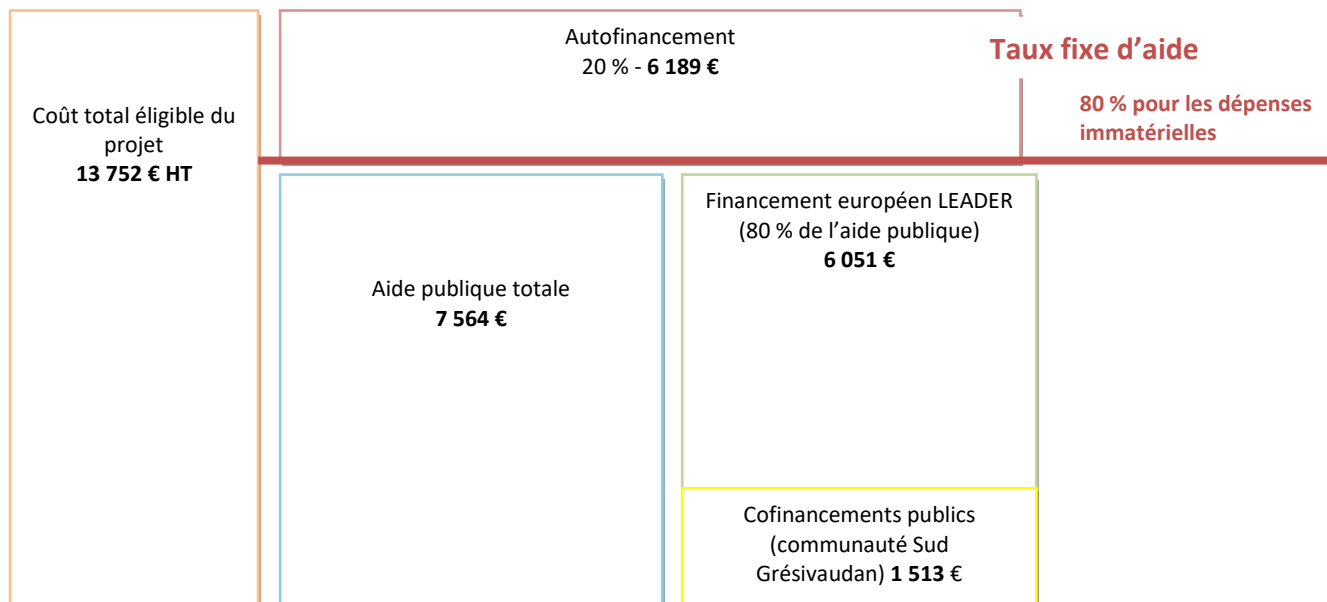 Coût total éligible du
projet
13 752 € HT
Autofinancement
20 % - 6 189 €
Taux fixe d’aide
80 % pour les dépenses
immatérielles
Aide publique totale
7 564 €
Financement européen LEADER
(80 % de l’aide publique)
6 051 €
Cofinancements publics
(communauté Sud
Grésivaudan) 1 513 €